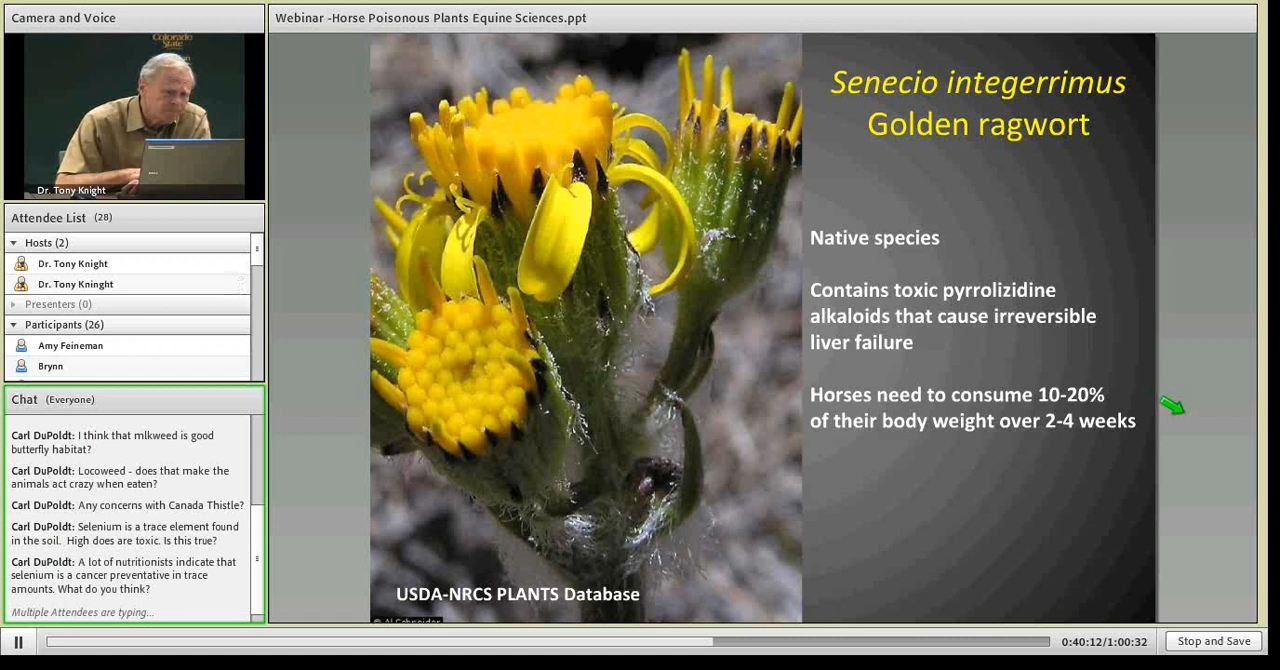 Camera and Voice
Colorado
State
Dr. Tony Knight
Attendee List (28)
Hosts (2)
Dr. Tony Knight
Dr. Tony Kninght
Presenters (0)
Participants (26)
Amy Feineman
Brynn
Chat (Everyone)
Carl DuPoldt: I think that mlkweed is good
butterfly habitat?
Carl DuPoldt: Locoweed - does that make the
animals act crazy when eaten?
Carl DuPoldt: Any concerns with Canada Thistle?
Carl DuPoldt: Selenium is a trace element found
in the soil.  High does are toxic. Is this true?
Carl DuPoldt: A lot of nutritionists indicate that
selenium is a cancer preventative in trace
amounts. What do you think?
Multiple Attendees are typing...
Webinar -Horse Poisonous Plants Equine Sciences.ppt
Senecio integerrimus
Golden ragwort
Native species
Contains toxic pyrrolizidine
alkaloids that cause irreversible
liver failure
Horses need to consume 10-20%
of their body weight over 2-4 weeks
USDA-NRCS PLANTS Database
0:40:12/1:00:32
Stop and Save